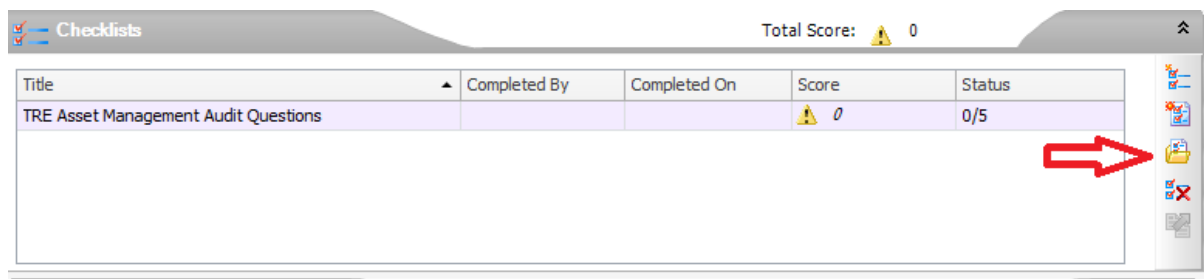 Checklists Total Score: 0
Title Completed By Completed On Score Status
TRE Asset Management Audit Questions 0 0/5